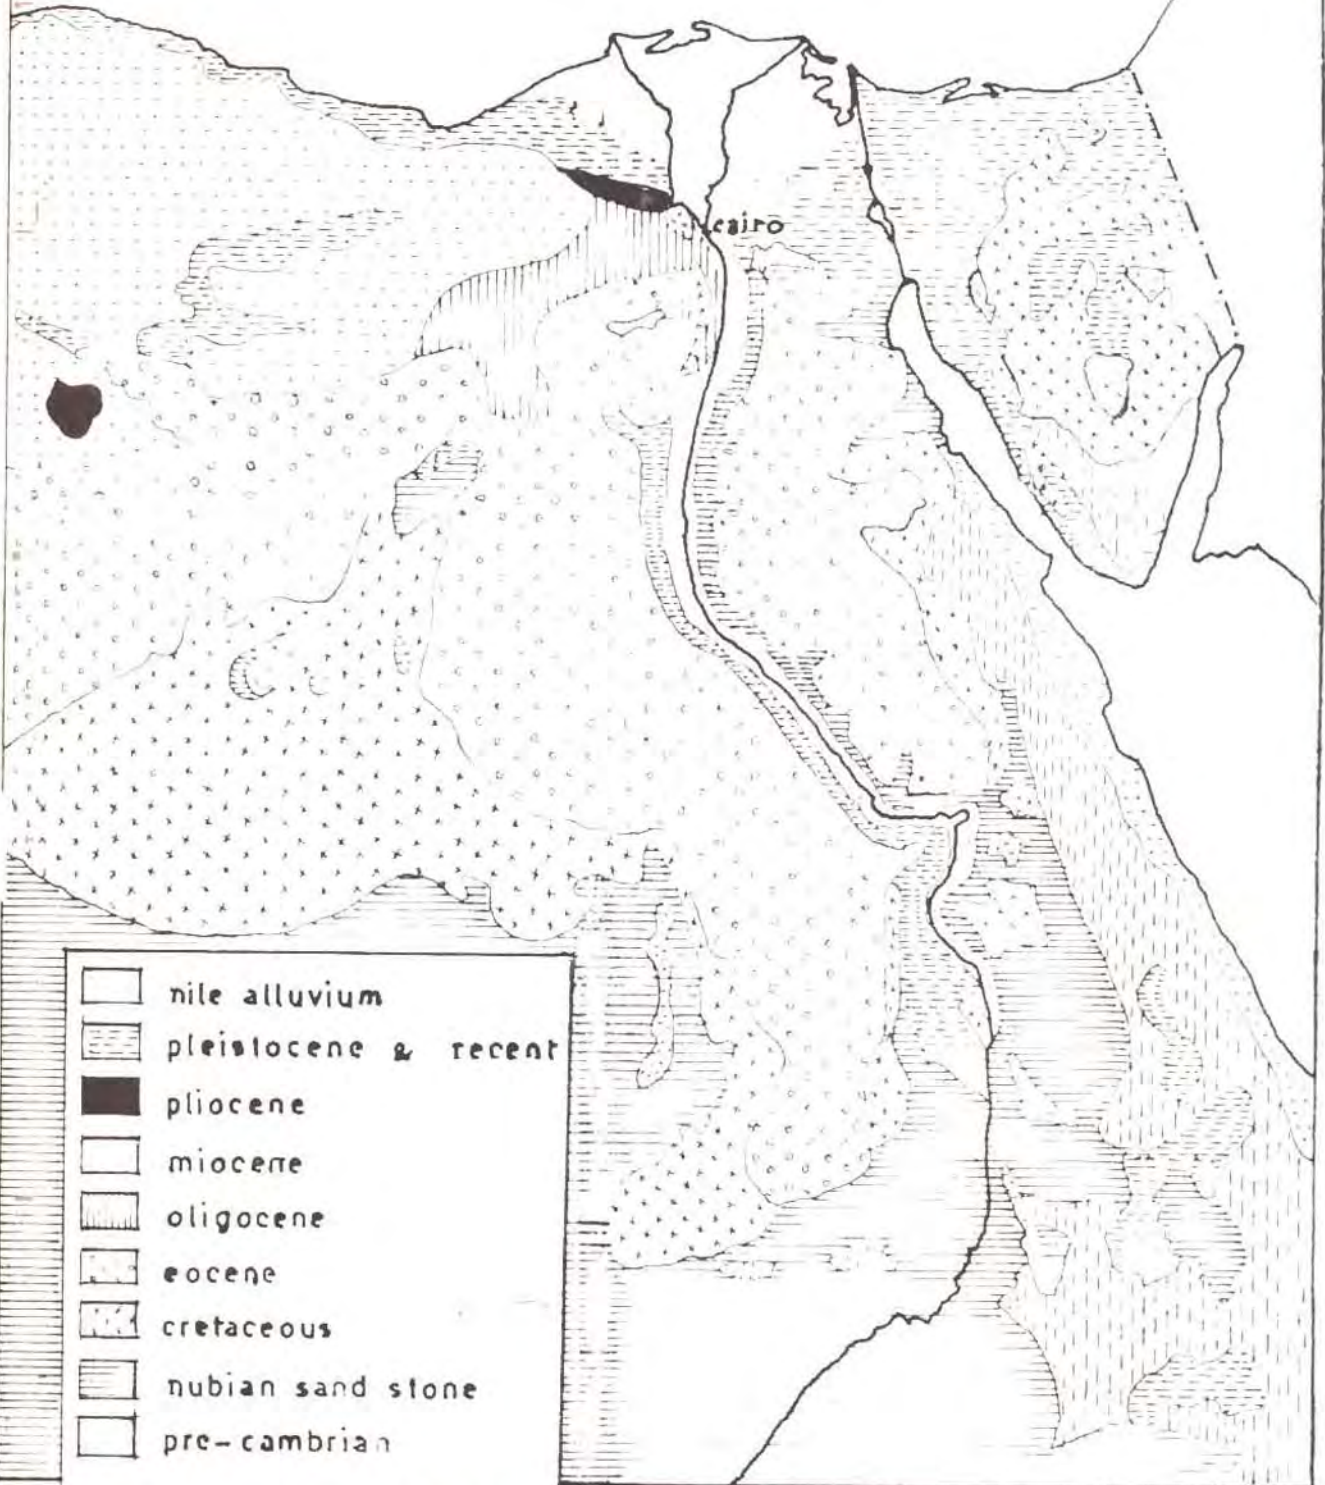 cairo
nile alluvium
pleistocene & recent
pliocene
miocene
oligocene
eocene
cretaceous
nubian sand stone
pre-cambrian